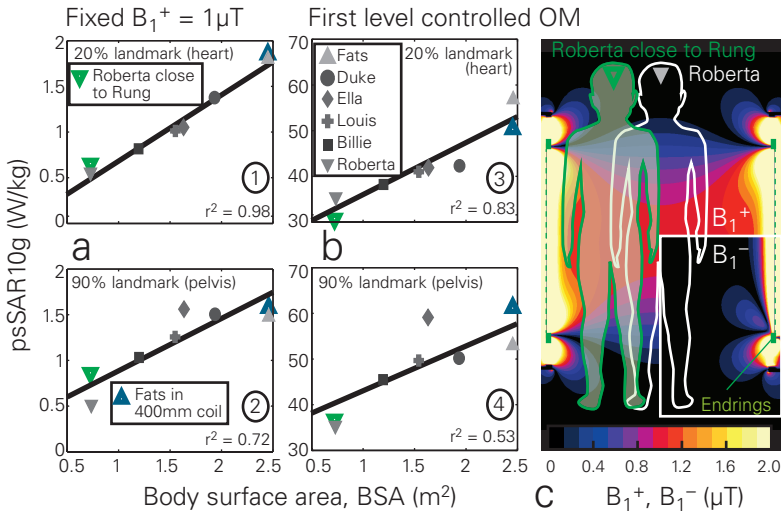 Fixed B₁⁺ = 1µT
First level controlled OM
psSAR10g (W/kg)
20% landmark (heart)
Roberta close
to Rung
2
1.5
1
0.5
0
1
r² = 0.98
a
90% landmark (pelvis)
Fats in
400mm coil
2
1.5
1
0.5
0
2
r² = 0.72
0.5
1
1.5
2
2.5
20% landmark
(heart)
Fats
Duke
Ella
Louis
Billie
Roberta
70
60
50
40
30
3
r² = 0.83
b
90% landmark (pelvis)
70
60
50
40
30
4
r² = 0.53
0.5
1
1.5
2
2.5
Body surface area, BSA (m²)
Roberta close to Rung
Roberta
B₁⁺
B₁⁻
Endrings
0
0.6
1.2
2.0
C
B₁⁺, B₁⁻ (µT)